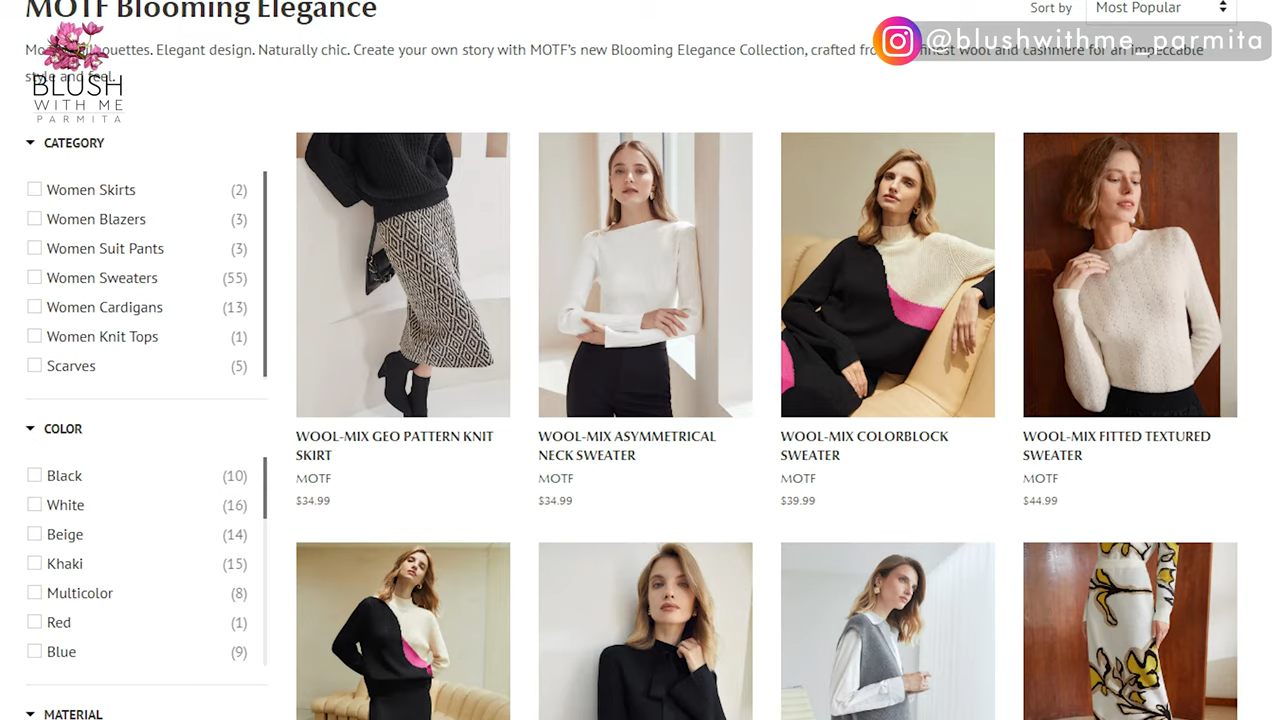 MOTF Blooming Elegance
Sort by
Most Popular
@blushwithme_parmita
Create your own story with MOTF's new Blooming Elegance Collection, crafted
finest wool and cashmere for an impeccable
houettes. Elegant design. Naturally chic.
style and feel.
BLUSH
WITH ME
PARMITA
CATEGORY
Women Skirts (2)
Women Blazers (3)
Women Suit Pants (3)
Women Sweaters (55)
Women Cardigans (13)
Women Knit Tops (1)
Scarves (5)
COLOR
Black (10)
White (16)
Beige (14)
Khaki (15)
Multicolor (8)
Red (1)
Blue (9)
MATERIAL
WOOL-MIX GEO PATTERN KNIT
SKIRT
MOTF
$34.99
WOOL-MIX ASYMMETRICAL
NECK SWEATER
MOTF
$34.99
WOOL-MIX COLORBLOCK
SWEATER
MOTF
$39.99
WOOL-MIX FITTED TEXTURED
SWEATER
MOTF
$44.99